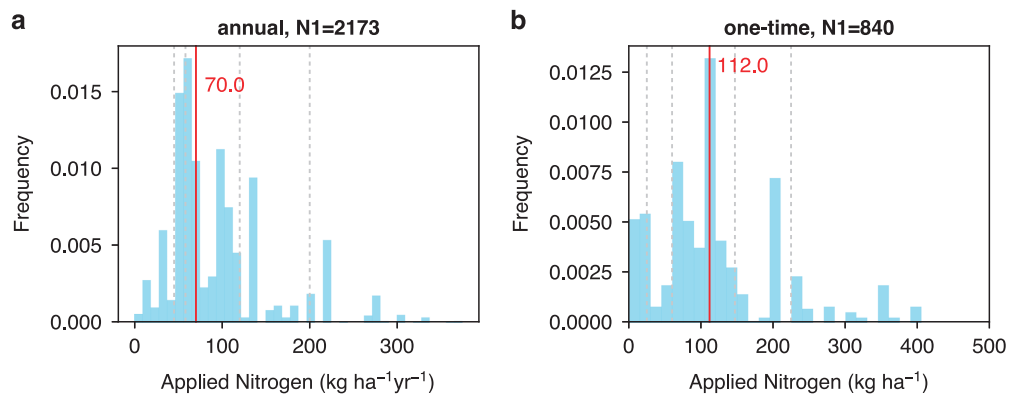 a
annual, N1=2173
70.0
Frequency
0.015
0.010
0.005
0.000
0 100 200 300
Applied Nitrogen (kg ha⁻¹yr⁻¹)
b
one-time, N1=840
112.0
Frequency
0.0125
0.0100
0.0075
0.0050
0.0025
0.0000
0 100 200 300 400 500
Applied Nitrogen (kg ha⁻¹)